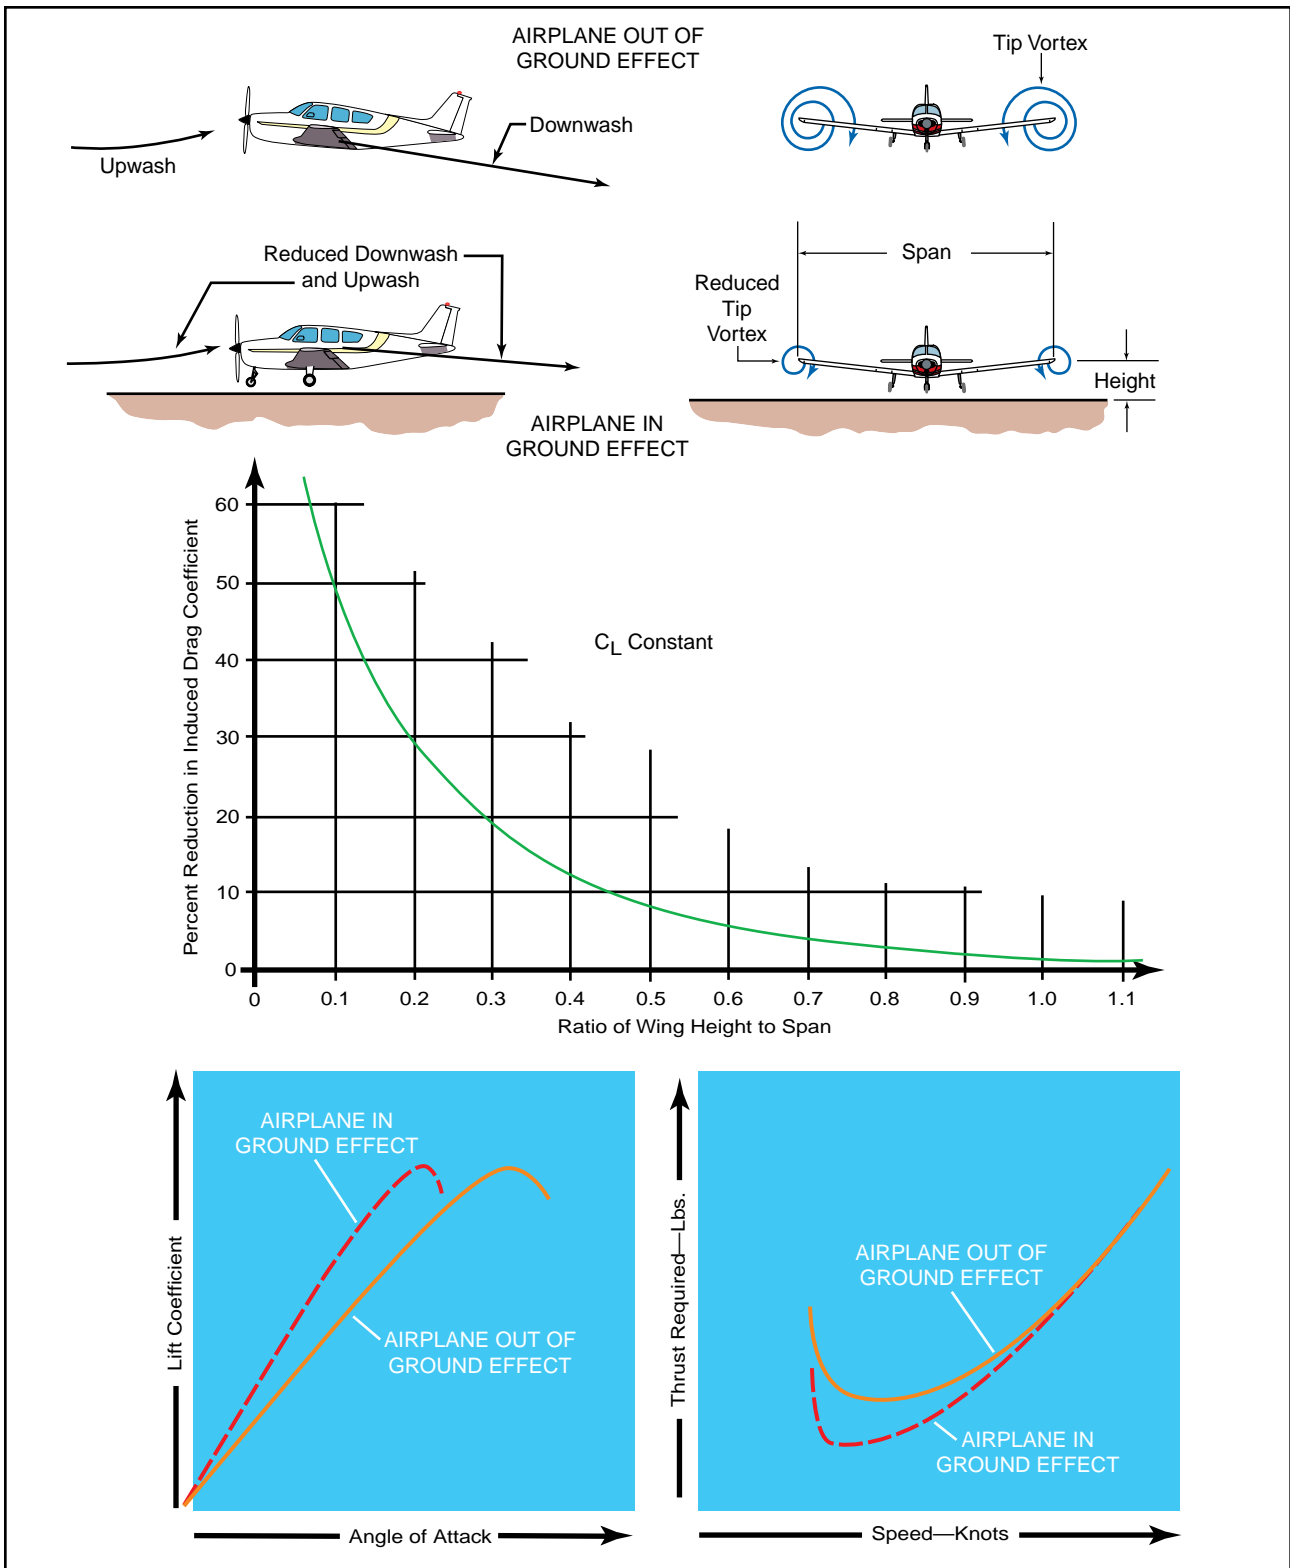 AIRPLANE OUT OF
GROUND EFFECT
Tip Vortex
Downwash
Upwash
Reduced Downwash
and Upwash
Span
Reduced
Tip
Vortex
Height
AIRPLANE IN
GROUND EFFECT
Percent Reduction in Induced Drag Coefficient
60
50
40
30
20
10
0
CL Constant
0
0.1
0.2
0.3
0.4
0.5
0.6
0.7
0.8
0.9
1.0
1.1
Ratio of Wing Height to Span
Lift Coefficient
AIRPLANE IN
GROUND EFFECT
AIRPLANE OUT OF
GROUND EFFECT
Angle of Attack
Thrust Required—Lbs.
AIRPLANE OUT OF
GROUND EFFECT
AIRPLANE IN
GROUND EFFECT
Speed—Knots